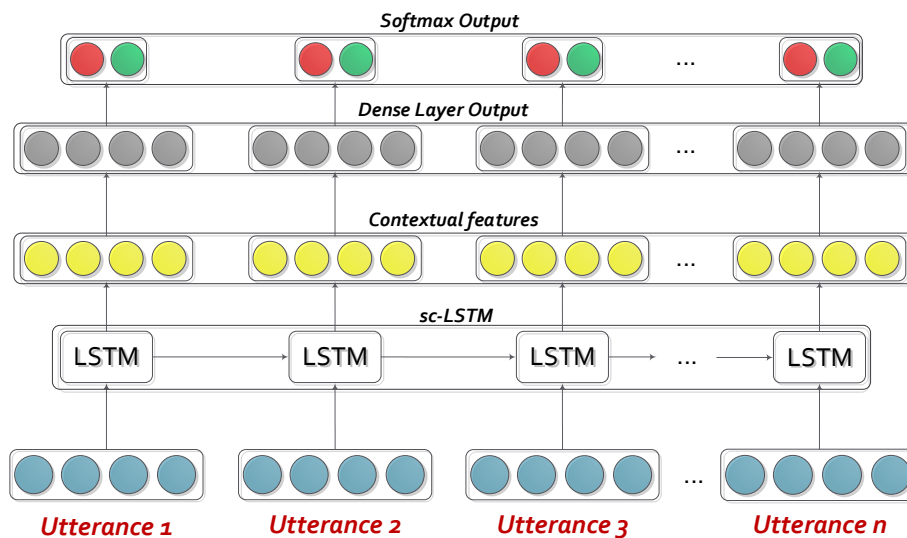 Softmax Output
...
Dense Layer Output
...
Contextual features
...
sc-LSTM
LSTM LSTM LSTM ... LSTM
...
Utterance 1 Utterance 2 Utterance 3 Utterance n